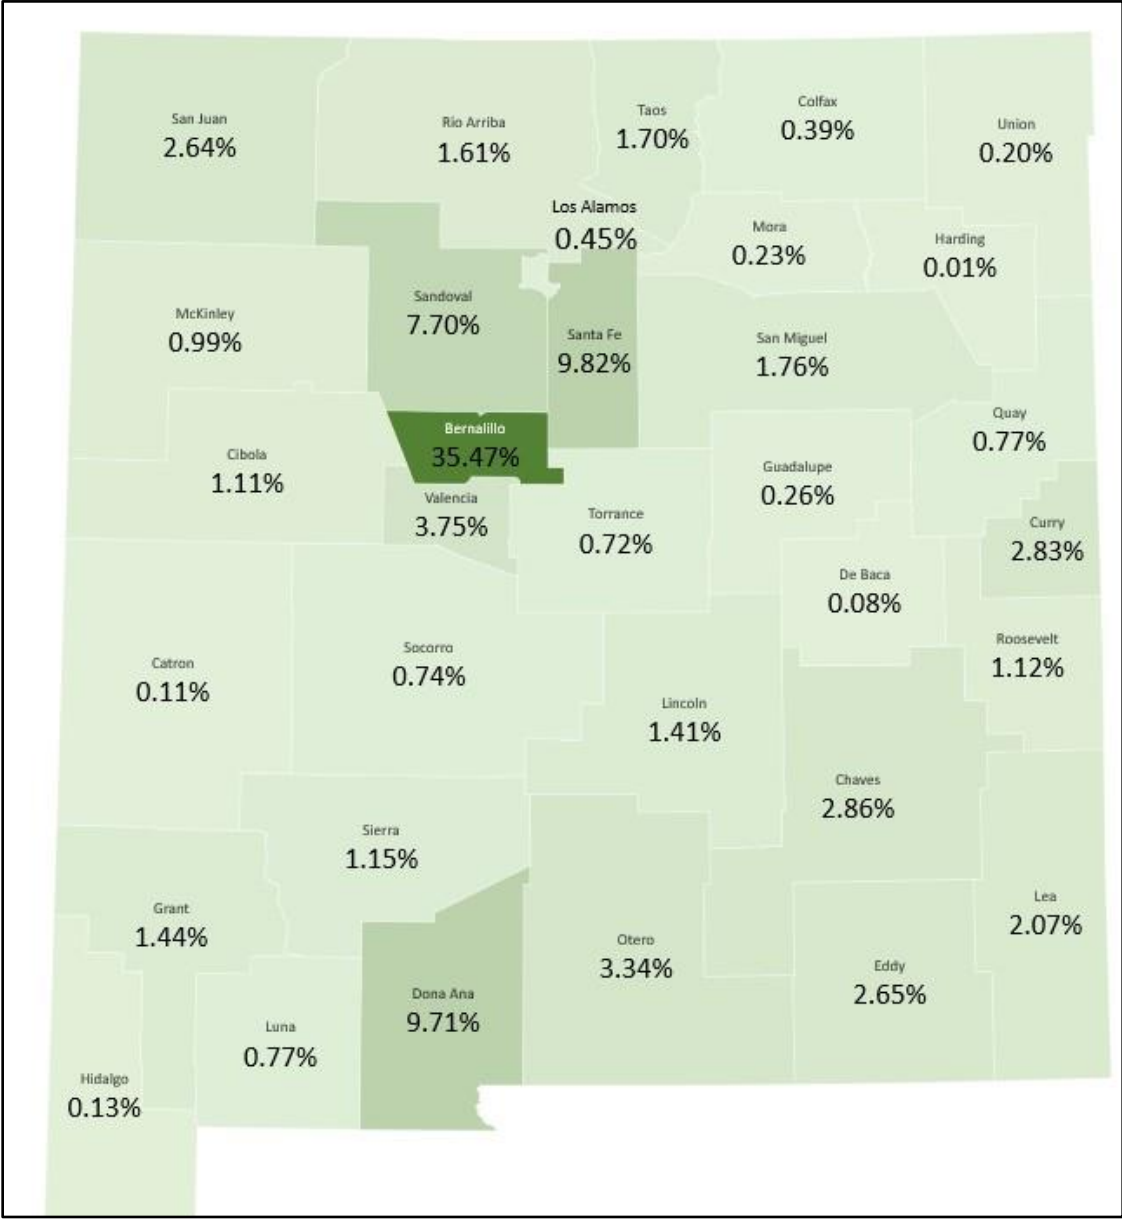 San Juan
2.64%
Rio Arriba
1.61%
Taos
1.70%
Colfax
0.39%
Union
0.20%
Los Alamos
0.45%
Mora
0.23%
Harding
0.01%
McKinley
0.99%
Sandoval
7.70%
Santa Fe
9.82%
San Miguel
1.76%
Quay
0.77%
Bernalillo
35.47%
Cibola
1.11%
Valencia
3.75%
Torrance
0.72%
Guadalupe
0.26%
Curry
2.83%
De Baca
0.08%
Roosevelt
1.12%
Catron
0.11%
Socorro
0.74%
Lincoln
1.41%
Chaves
2.86%
Sierra
1.15%
Grant
1.44%
Lea
2.07%
Otero
3.34%
Eddy
2.65%
Dona Ana
9.71%
Luna
0.77%
Hidalgo
0.13%